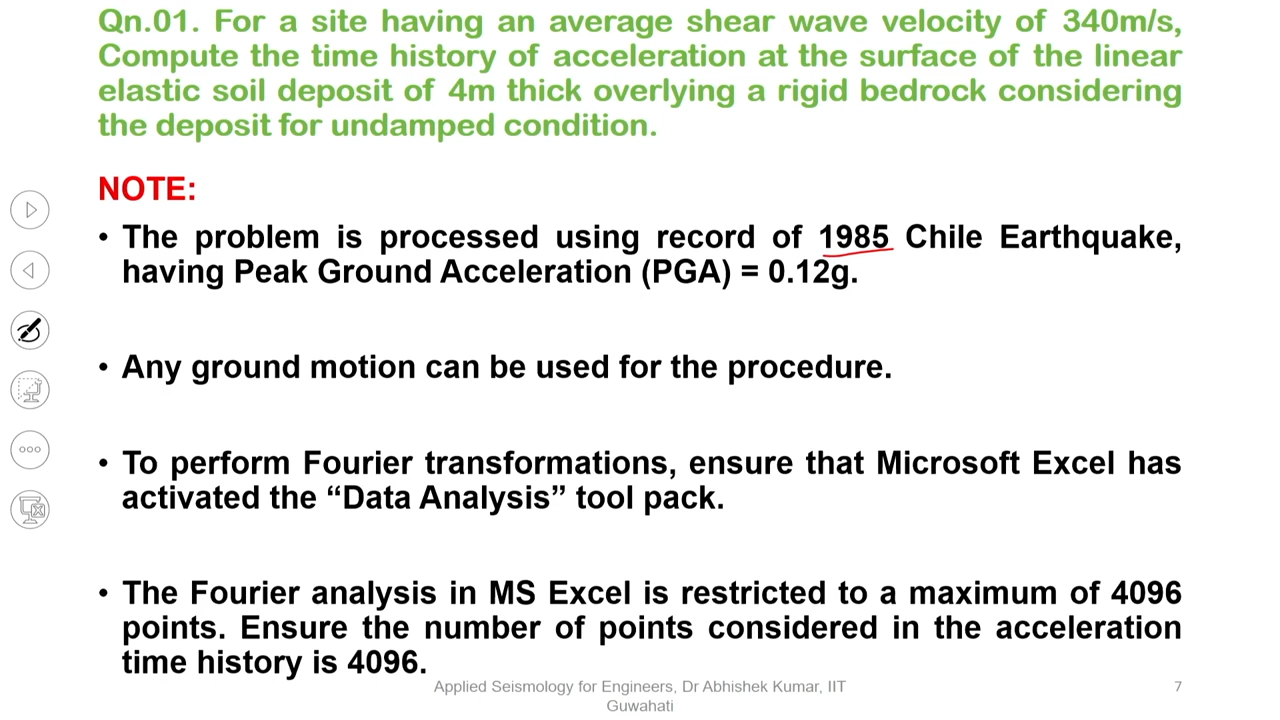 Qn.01. For a site having an average shear wave velocity of 340m/s,
Compute the time history of acceleration at the surface of the linear
elastic soil deposit of 4m thick overlying a rigid bedrock considering
the deposit for undamped condition.
NOTE:
• The problem is processed using record of 1985 Chile Earthquake,
having Peak Ground Acceleration (PGA) = 0.12g.
• Any ground motion can be used for the procedure.
• To perform Fourier transformations, ensure that Microsoft Excel has
activated the “Data Analysis” tool pack.
• The Fourier analysis in MS Excel is restricted to a maximum of 4096
points. Ensure the number of points considered in the acceleration
time history is 4096.
Applied Seismology for Engineers, Dr Abhishek Kumar, IIT
Guwahati
7